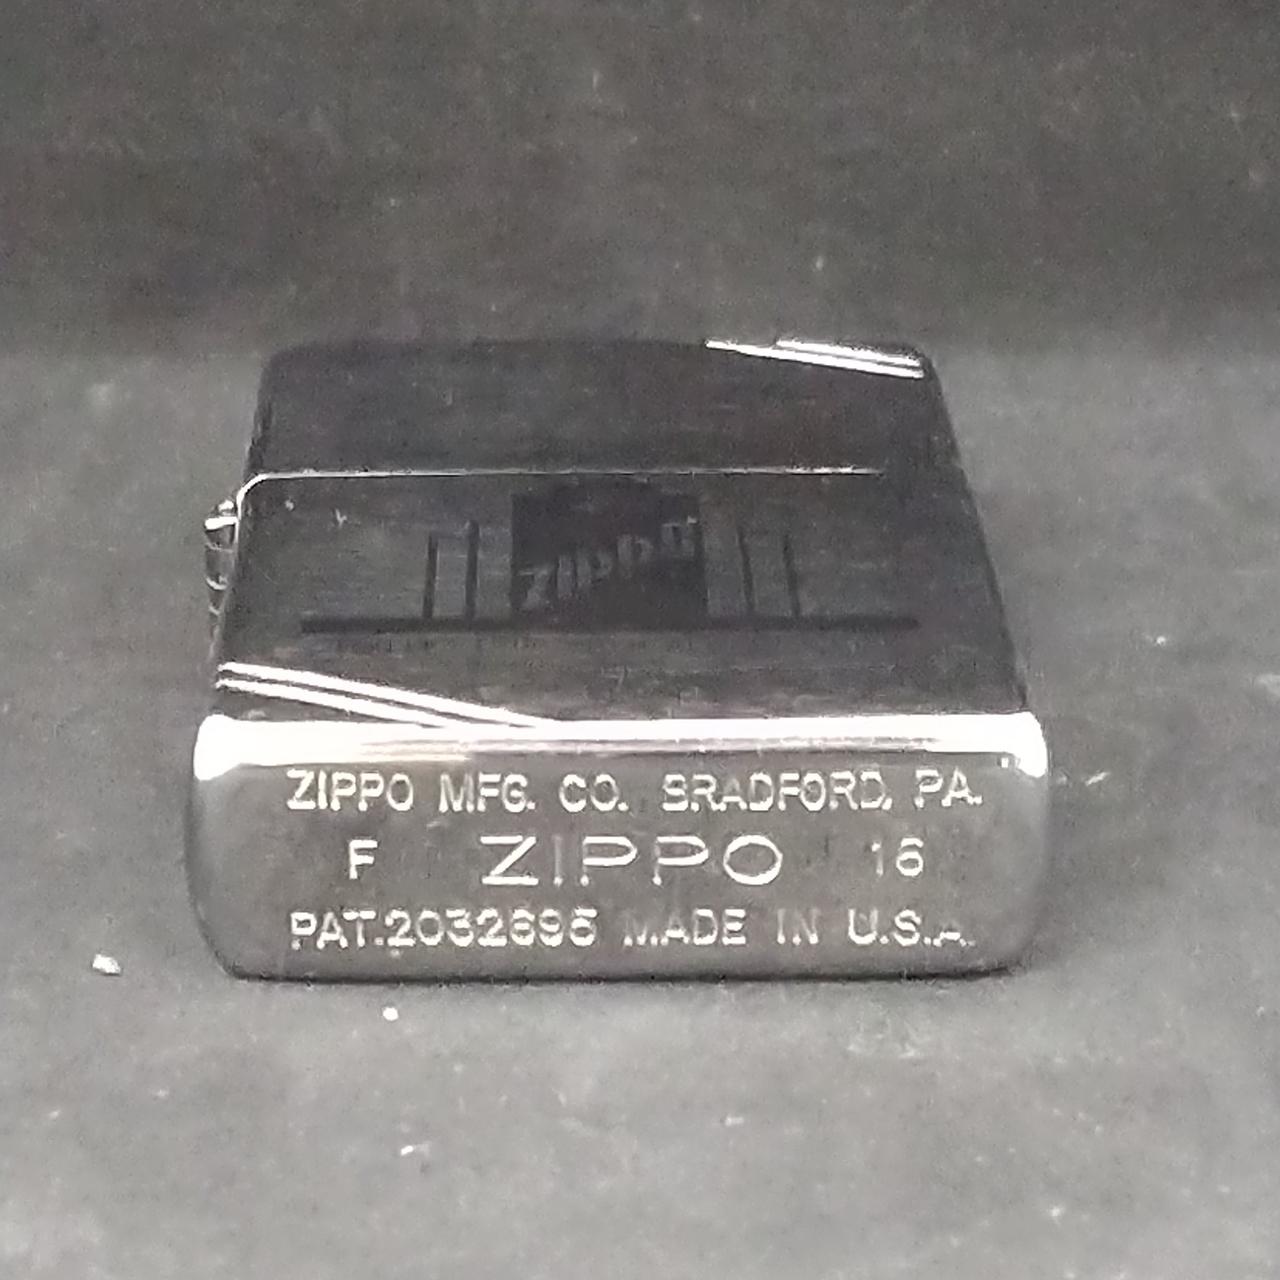 Zippo
ZIPPO MFG. CO. BRADFORD, PA.
F ZIPPO 16
PAT.2032695 MADE IN U.S.A.